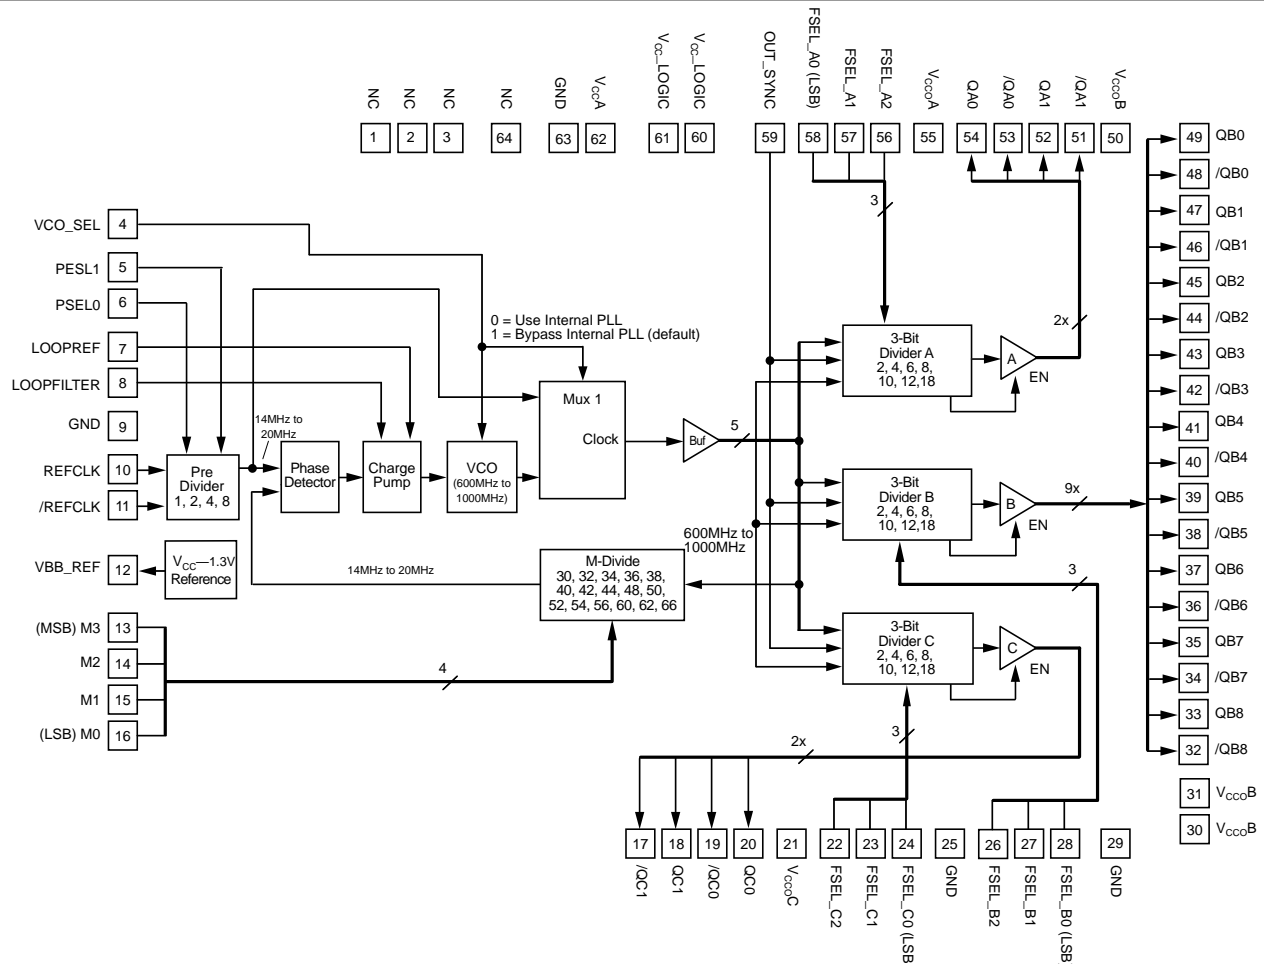 NC
NC
NC
NC
GND
VCCA
VCC_LOGIC
VCC_LOGIC
OUT_SYNC
FSEL_A0 (LSB)
FSEL_A1
FSEL_A2
VCCOA
QA0
/QA0
QA1
/QA1
VCCOB
1
2
3
64
63
62
61
60
59
58
57
56
55
54
53
52
51
50
49 QB0
48 /QB0
47 QB1
46 /QB1
45 QB2
44 /QB2
43 QB3
42 /QB3
41 QB4
40 /QB4
39 QB5
38 /QB5
37 QB6
36 /QB6
35 QB7
34 /QB7
33 QB8
32 /QB8
31 VCCOB
30 VCCOB
VCO_SEL 4
PESL1 5
PSEL0 6
LOOPREF 7
LOOPFILTER 8
GND 9
REFCLK 10
/REFCLK 11
VBB_REF 12
(MSB) M3 13
M2 14
M1 15
(LSB) M0 16
Pre
Divider
1, 2, 4, 8
14MHz to
20MHz
Phase
Detector
Charge
Pump
VCO
(600MHz to
1000MHz)
0 = Use Internal PLL
1 = Bypass Internal PLL (default)
Mux 1
Clock
Buf
5
3
3-Bit
Divider A
2, 4, 6, 8,
10, 12,18
A
EN
2x
3-Bit
Divider B
2, 4, 6, 8,
10, 12,18
B
EN
9x
3
3-Bit
Divider C
2, 4, 6, 8,
10, 12,18
C
EN
3
2x
600MHz to
1000MHz
M-Divide
30, 32, 34, 36, 38,
40, 42, 44, 48, 50,
52, 54, 56, 60, 62, 66
14MHz to 20MHz
VCC—1.3V
Reference
4
17
18
19
20
21
22
23
24
25
26
27
28
29
/QC1
QC1
/QC0
QC0
VCCOC
FSEL_C2
FSEL_C1
FSEL_C0 (LSB
GND
FSEL_B2
FSEL_B1
FSEL_B0 (LSB
GND